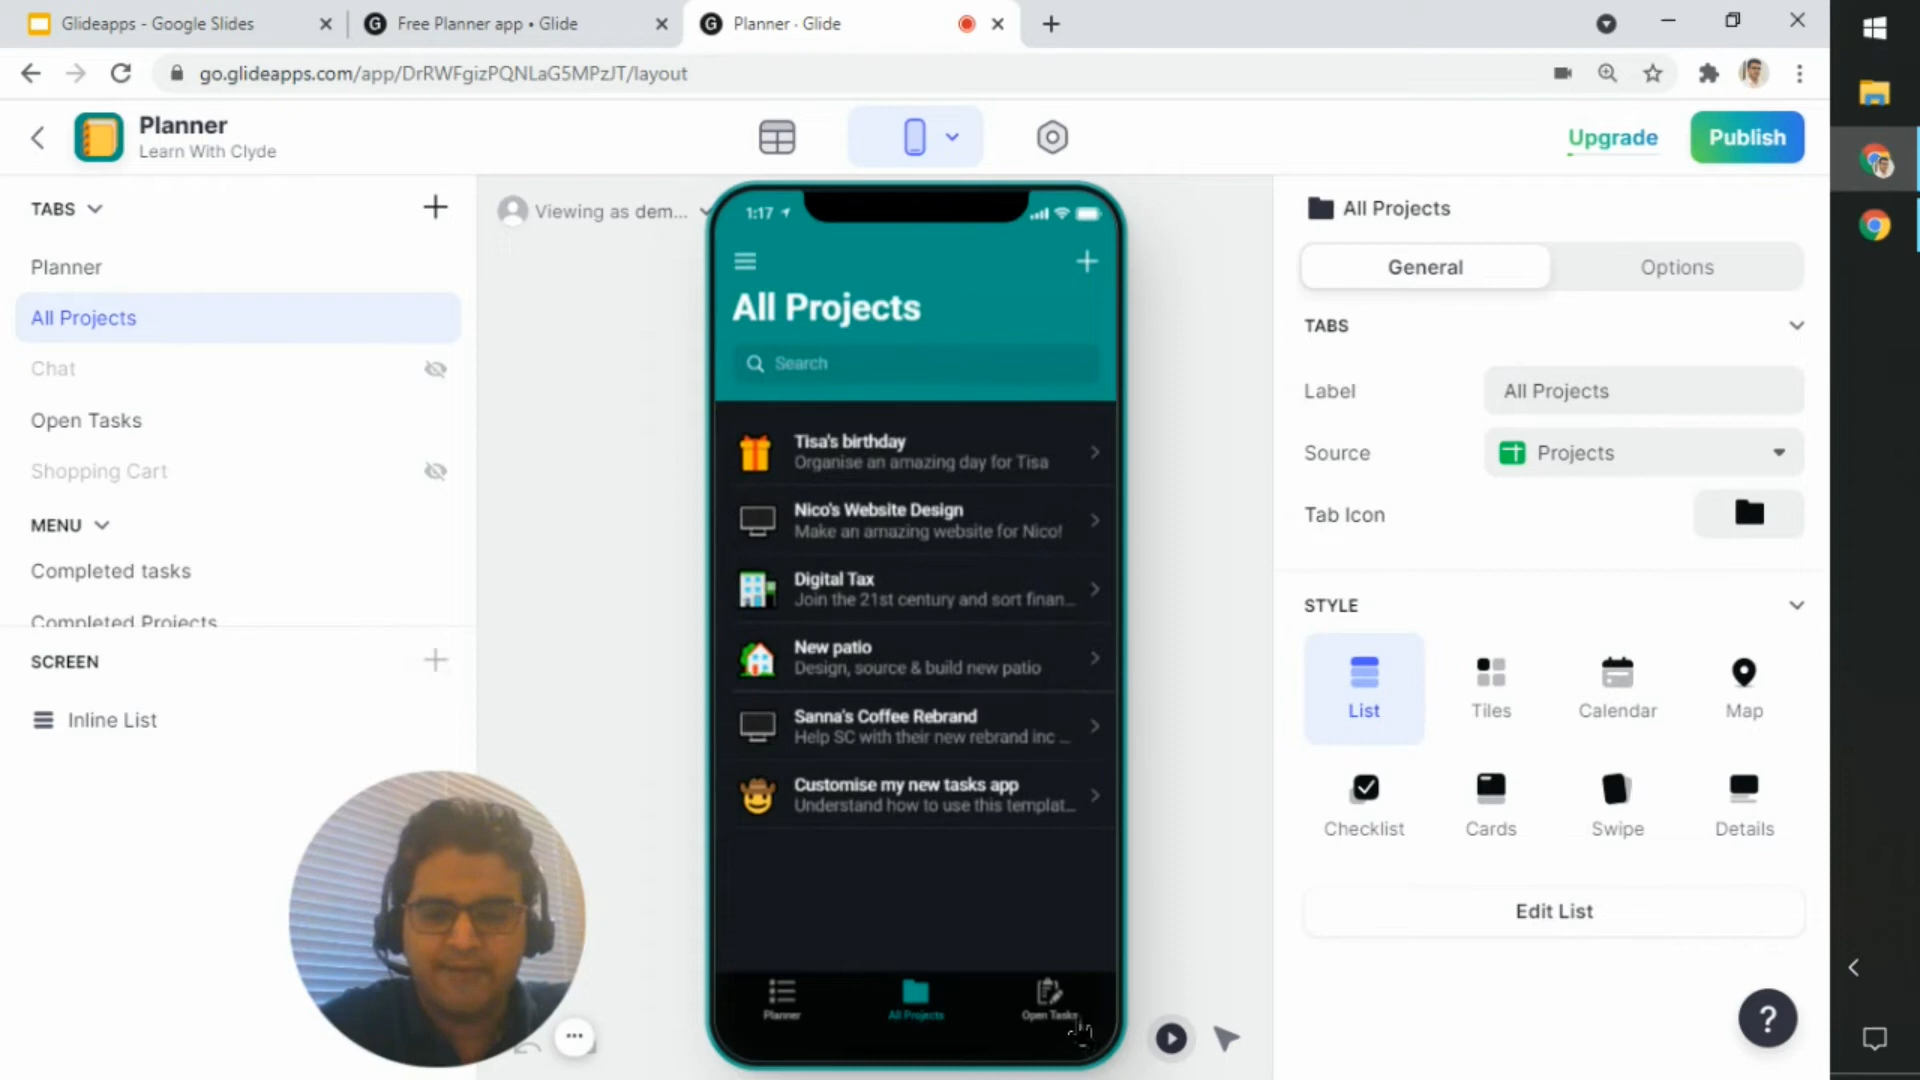 Glideapps - Google Slides
Free Planner app • Glide
Planner · Glide
go.glideapps.com/app/DrRWFgizPQNLaG5MPzJT/layout
Planner
Learn With Clyde
Upgrade
Publish
TABS
Planner
All Projects
Chat
Open Tasks
Shopping Cart
MENU
Completed tasks
Completed Projects
SCREEN
Inline List
Viewing as dem...
1:17
All Projects
Search
Tisa's birthday
Organise an amazing day for Tisa
Nico's Website Design
Make an amazing website for Nico!
Digital Tax
Join the 21st century and sort finan...
New patio
Design, source & build new patio
Sanna's Coffee Rebrand
Help SC with their new rebrand inc ...
Customise my new tasks app
Understand how to use this templat...
Planner
All Projects
Open Tasks
All Projects
General
Options
TABS
Label
All Projects
Source
Projects
Tab Icon
STYLE
List
Tiles
Calendar
Map
Checklist
Cards
Swipe
Details
Edit List
?